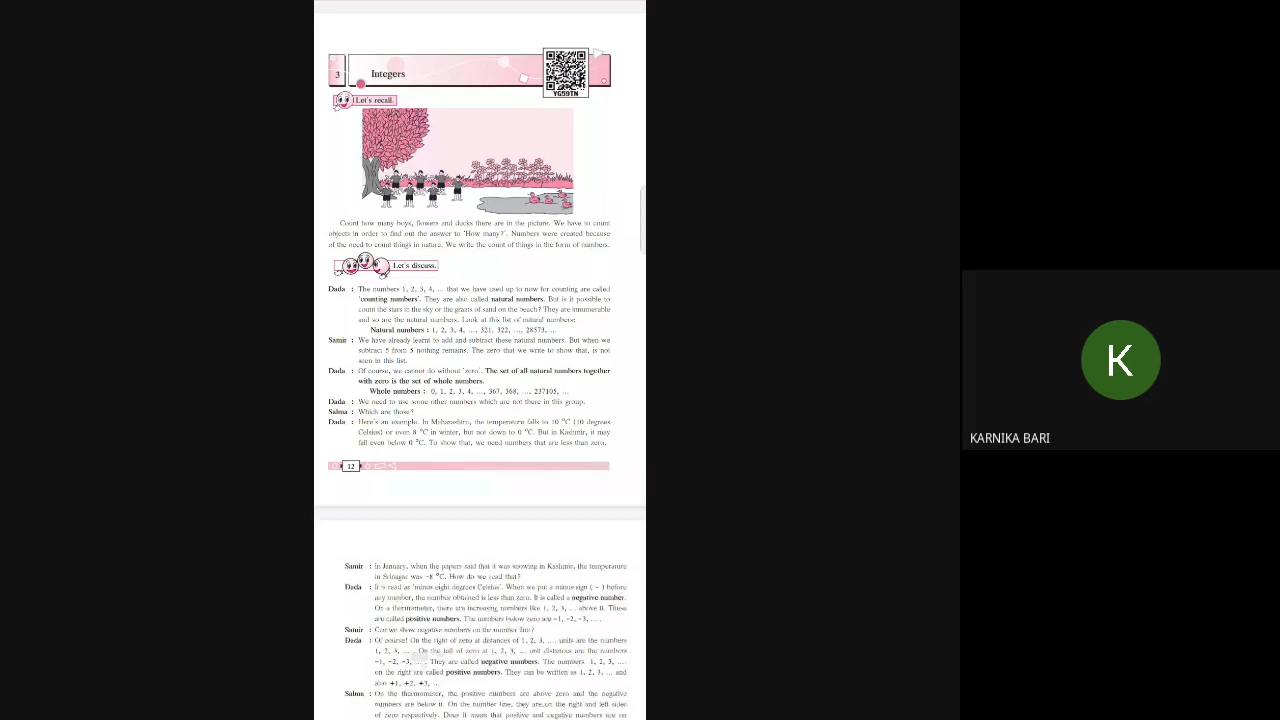 3
Integers
YG59TN
Let's recall.
Count how many boys, flowers and ducks there are in the picture. We have to count
objects in order to find out the answer to 'How many?'. Numbers were created because
of the need to count things in nature. We write the count of things in the form of numbers.
Let's discuss.
Dada : The numbers 1, 2, 3, 4, ... that we have used up to now for counting are called
'counting numbers'. They are also called natural numbers. But is it possible to
count the stars in the sky or the grains of sand on the beach? They are innumerable
and so are the natural numbers. Look at this list of natural numbers:
Natural numbers : 1, 2, 3, 4, ..., 321, 322, ..., 28573, ...
Samir : We have already learnt to add and subtract these natural numbers. But when we
subtract 5 from 5 nothing remains. The zero that we write to show that, is not
seen in this list.
Dada : Of course, we cannot do without 'zero'. The set of all natural numbers together
with zero is the set of whole numbers.
Whole numbers : 0, 1, 2, 3, 4, ..., 367, 368, ..., 237105, ...
Dada : We need to use some other numbers which are not there in this group.
Salma : Which are those?
Dada : Here's an example. In Maharashtra, the temperature falls to 10 °C (10 degrees
Celsius) or even 8 °C in winter, but not down to 0 °C. But in Kashmir, it may
fall even below 0 °C. To show that, we need numbers that are less than zero.
12
Samir : In January, when the papers said that it was snowing in Kashmir, the temperature
in Srinagar was -8 °C. How do we read that?
Dada : It is read as 'minus eight degrees Celsius'. When we put a minus sign ( - ) before
any number, the number obtained is less than zero. It is called a negative number.
On a thermometer, there are increasing numbers like 1, 2, 3, ... above 0. These
are called positive numbers. The numbers below zero are -1, -2, -3, ... .
Samir : Can we show negative numbers on the number line?
Dada : Of course! On the right of zero at distances of 1, 2, 3, .... units are the numbers
1, 2, 3, ... . On the left of zero at 1, 2, 3, ... unit distances are the numbers
-1, -2, -3, ... . They are called negative numbers. The numbers 1, 2, 3, ....
on the right are called positive numbers. They can be written as 1, 2, 3, ... and
also +1, +2, +3, ...
Salma : On the thermometer, the positive numbers are above zero and the negative
numbers are below it. On the number line, they are on the right and left sides
of zero respectively. Does it mean that positive and negative numbers are on
K
KARNIKA BARI